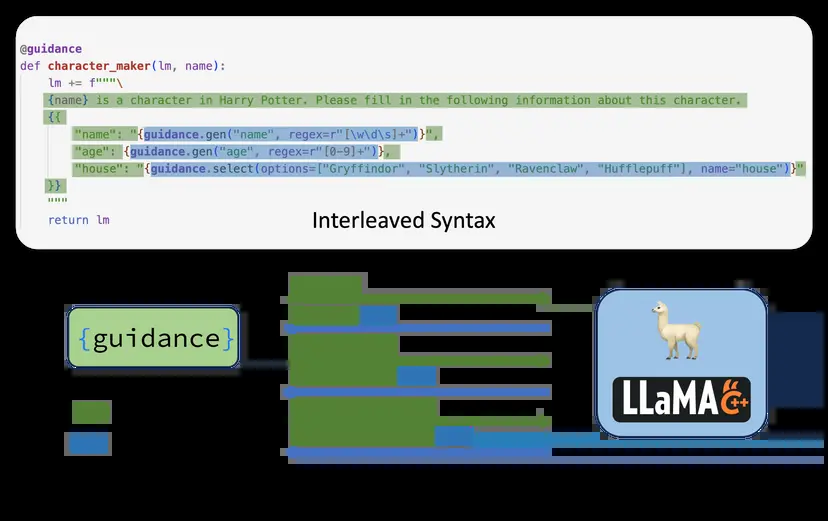 @guidance
def character_maker(lm, name):
lm += f"""\
{name} is a character in Harry Potter. Please fill in the following information about this character.
{{
"name": "{guidance.gen("name", regex=r"[\w\d\s]+")}",
"age": {guidance.gen("age", regex=r"[0-9]+")},
"house": "{guidance.select(options=["Gryffindor", "Slytherin", "Ravenclaw", "Hufflepuff"], name="house")}"
}}
"""
return lm
Interleaved Syntax
{guidance}
LLaMA C++